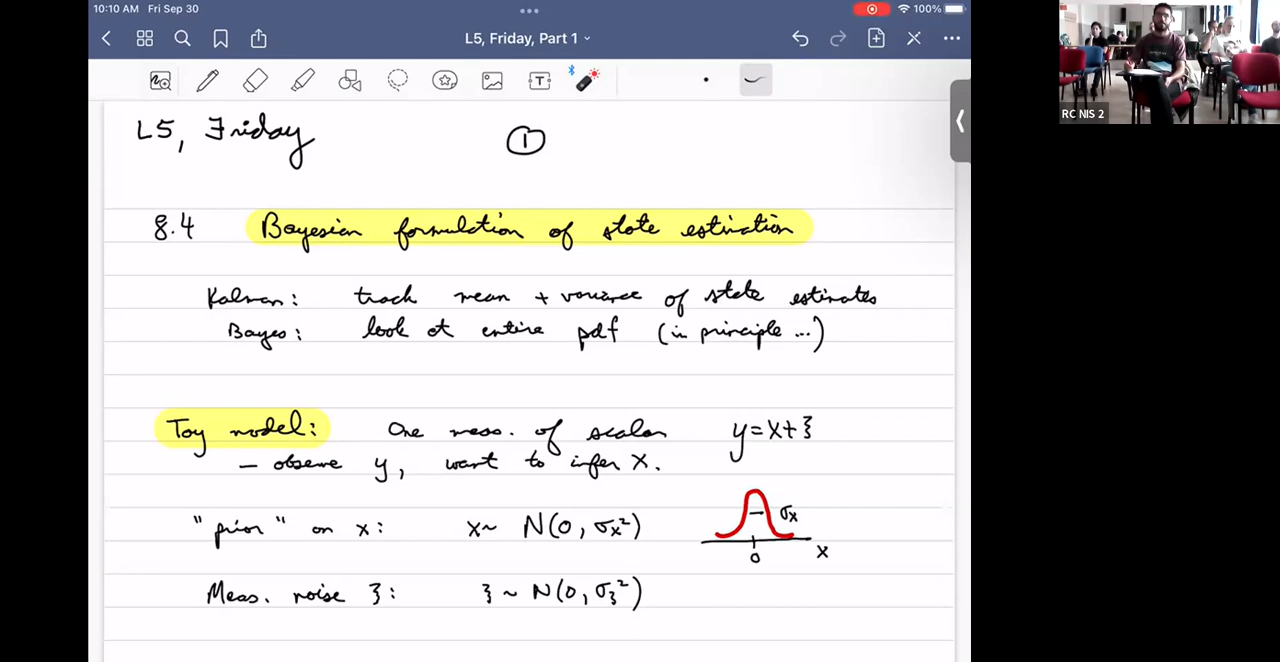 10:10 AM Fri Sep 30
100%
L5, Friday, Part 1
RC NIS 2
L5, Friday
1
8.4 Bayesian formulation of state estimation
Kalman: track mean + variance of state estimates
Bayes: look at entire pdf (in principle ...)
Toy model: One meas. of scalar y = x + ξ
– observe y, want to infer x.
"prior" on x: x ~ N(0, σx²)
σx
0
x
Meas. noise ξ: ξ ~ N(0, σξ²)